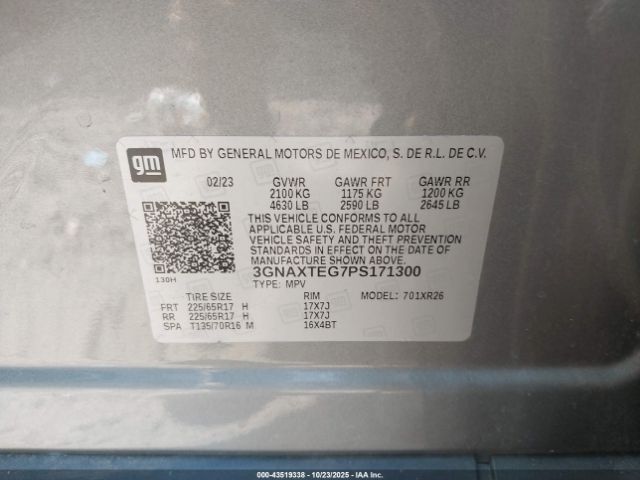 gm
MFD BY GENERAL MOTORS DE MEXICO, S. DE R.L. DE C.V.
02/23 GVWR GAWR FRT GAWR RR
2100 KG 1175 KG 1200 KG
4630 LB 2590 LB 2645 LB
THIS VEHICLE CONFORMS TO ALL
APPLICABLE U.S. FEDERAL MOTOR
VEHICLE SAFETY AND THEFT PREVENTION
STANDARDS IN EFFECT ON THE DATE OF
MANUFACTURE SHOWN ABOVE.
3GNAXTEG7PS171300
130H
TYPE: MPV
TIRE SIZE RIM MODEL: 701XR26
FRT 225/65R17 H 17X7J
RR 225/65R17 H 17X7J
SPA T135/70R16 M 16X4BT
000-43519338 - 10/23/2025 - IAA Inc.